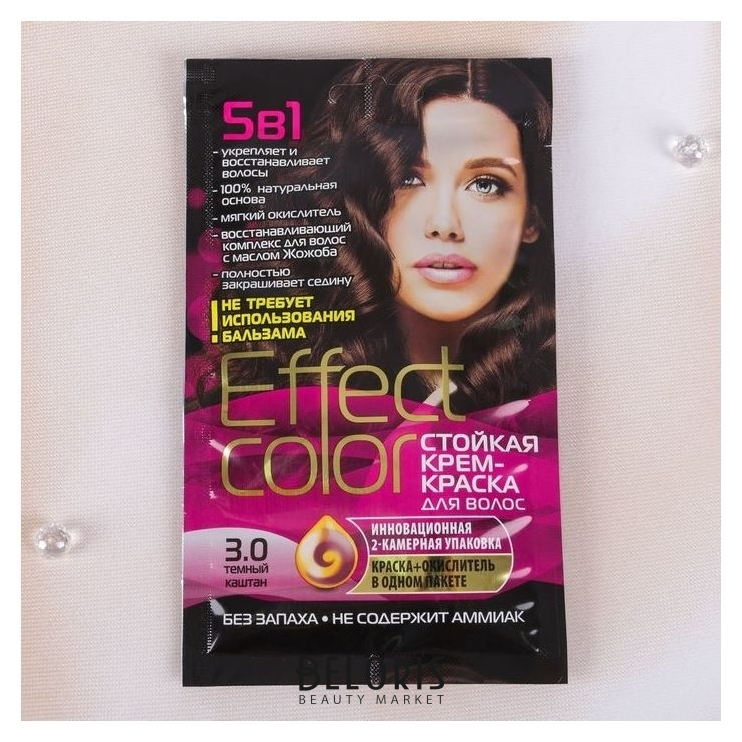 5в1
- укрепляет и
восстанавливает
волосы
- 100% натуральная
основа
- мягкий окислитель
- восстанавливающий
комплекс для волос
с маслом Жожоба
- полностью
закрашивает седину
! НЕ ТРЕБУЕТ
ИСПОЛЬЗОВАНИЯ
БАЛЬЗАМА
Effect
color
СТОЙКАЯ
КРЕМ-
КРАСКА
для волос
3.0
темный
каштан
ИННОВАЦИОННАЯ
2-КАМЕРНАЯ УПАКОВКА
КРАСКА+ОКИСЛИТЕЛЬ
В ОДНОМ ПАКЕТЕ
БЕЗ ЗАПАХА • НЕ СОДЕРЖИТ АММИАК
BELORIS
BEAUTY MARKET